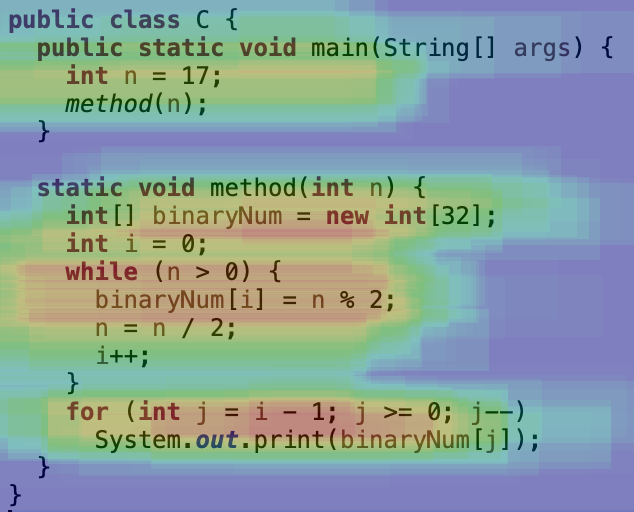 public class C {
  public static void main(String[] args) {
    int n = 17;
    method(n);
  }

  static void method(int n) {
    int[] binaryNum = new int[32];
    int i = 0;
    while (n > 0) {
      binaryNum[i] = n % 2;
      n = n / 2;
      i++;
    }
    for (int j = i - 1; j >= 0; j--)
      System.out.print(binaryNum[j]);
  }
}